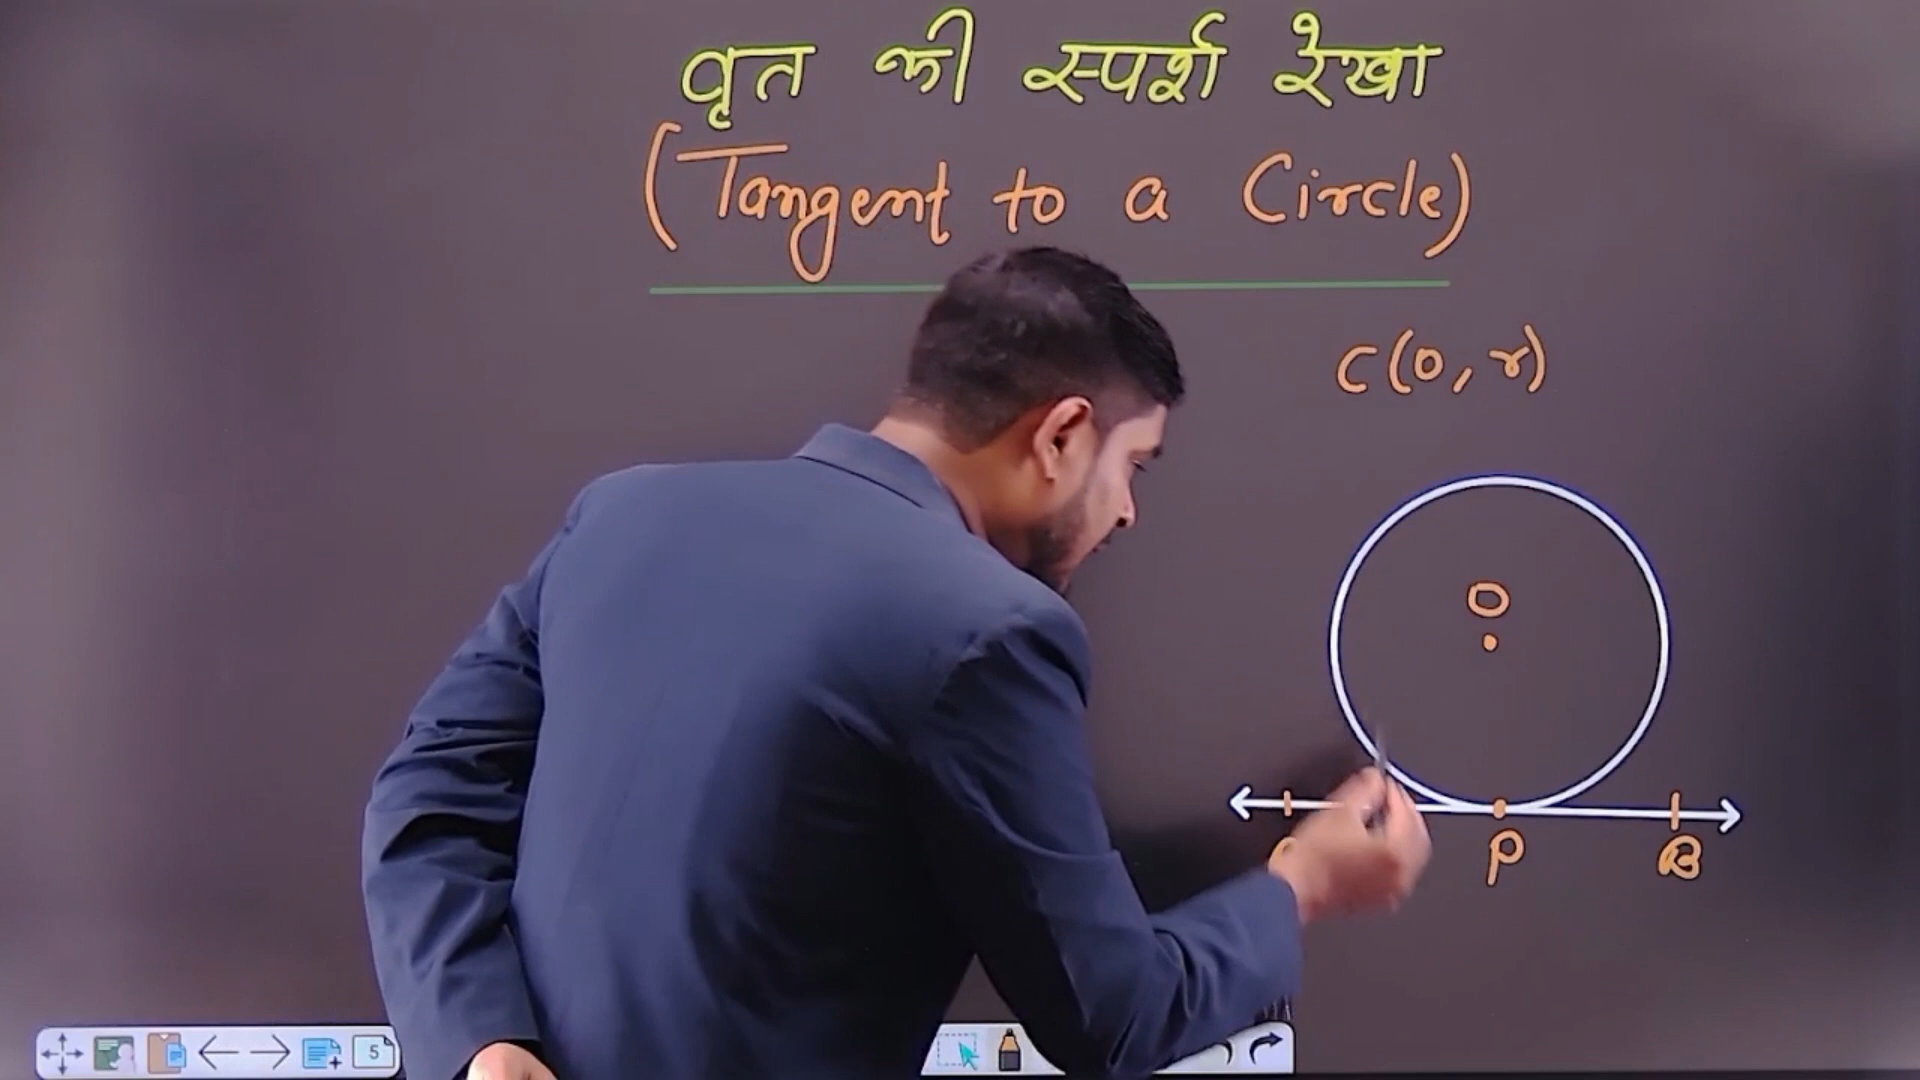 वृत की स्पर्श रेखा
(Tangent to a Circle)
C(O, r)
O
P B
5